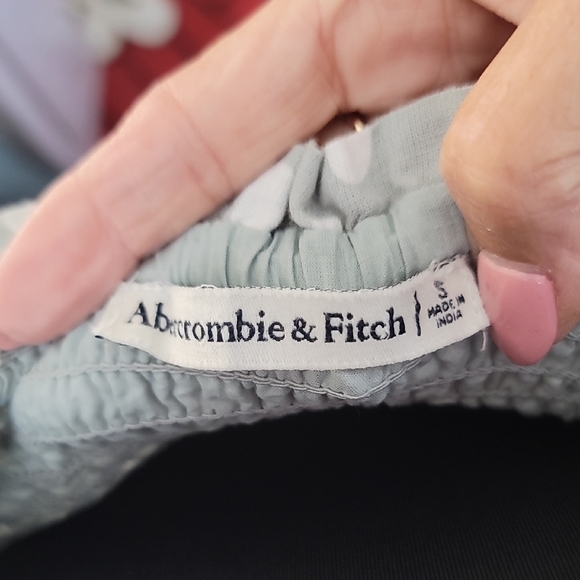 Abercrombie & Fitch
S
MADE IN
INDIA